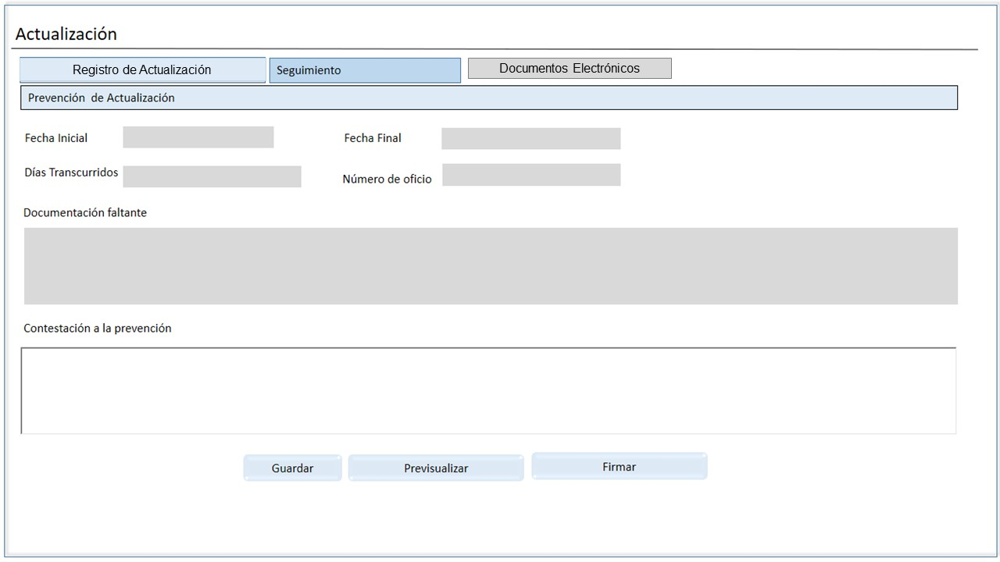 Actualización
Registro de Actualización
Seguimiento
Documentos Electrónicos
Prevención  de Actualización
Fecha Inicial
Fecha Final
Días Transcurridos
Número de oficio
Documentación faltante
Contestación a la prevención
Guardar
Previsualizar
Firmar